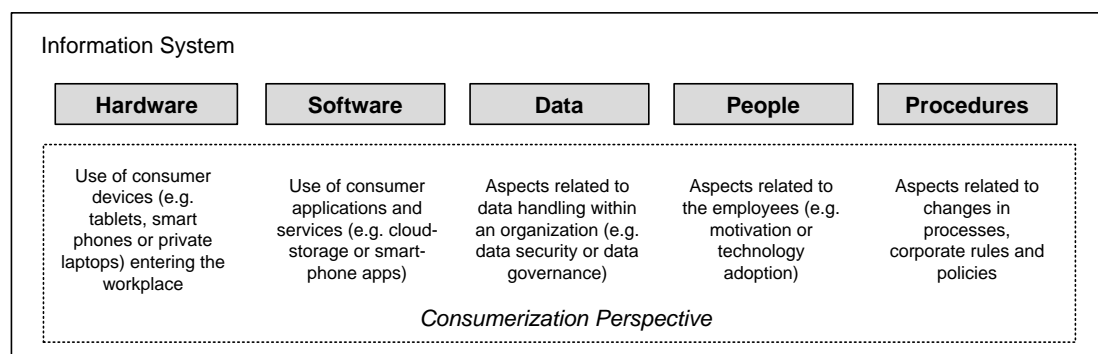 Information System
Hardware
Software
Data
People
Procedures
Use of consumer
devices (e.g.
tablets, smart
phones or private
laptops) entering the
workplace
Use of consumer
applications and
services (e.g. cloud-
storage or smart-
phone apps)
Aspects related to
data handling within
an organization (e.g.
data security or data
governance)
Aspects related to
the employees (e.g.
motivation or
technology
adoption)
Aspects related to
changes in
processes,
corporate rules and
policies
Consumerization Perspective